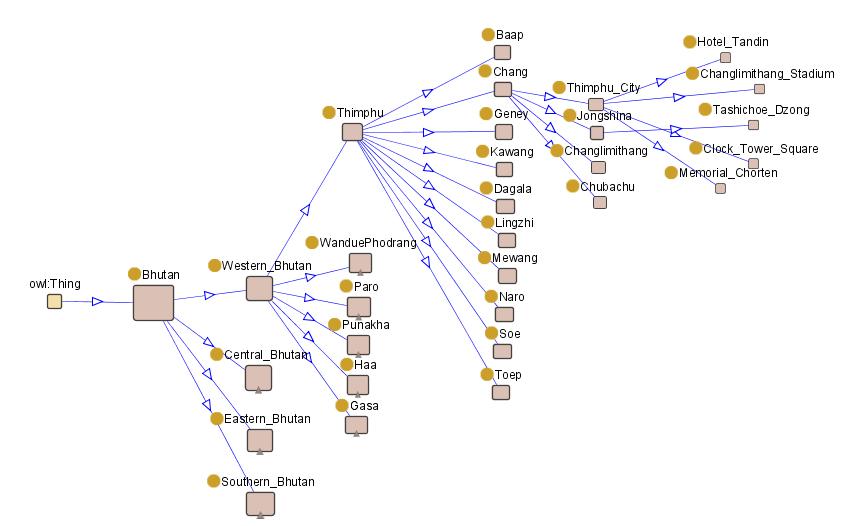 owl:Thing
Bhutan
Western_Bhutan
Central_Bhutan
Eastern_Bhutan
Southern_Bhutan
Thimphu
WanduePhodrang
Paro
Punakha
Haa
Gasa
Baap
Chang
Geney
Kawang
Dagala
Lingzhi
Mewang
Naro
Soe
Toep
Thimphu_City
Jongshina
Changlimithang
Chubachu
Hotel_Tandin
Changlimithang_Stadium
Tashichoe_Dzong
Clock_Tower_Square
Memorial_Chorten